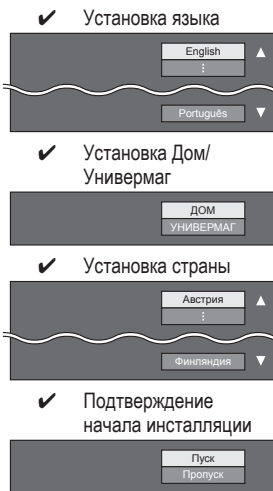 ✔ Установка языка
English
⋮
Português
✔ Установка Дом/
Универмаг
ДОМ
УНИВЕРМАГ
✔ Установка страны
Австрия
⋮
Финляндия
✔ Подтверждение
начала инсталляции
Пуск
Пропуск